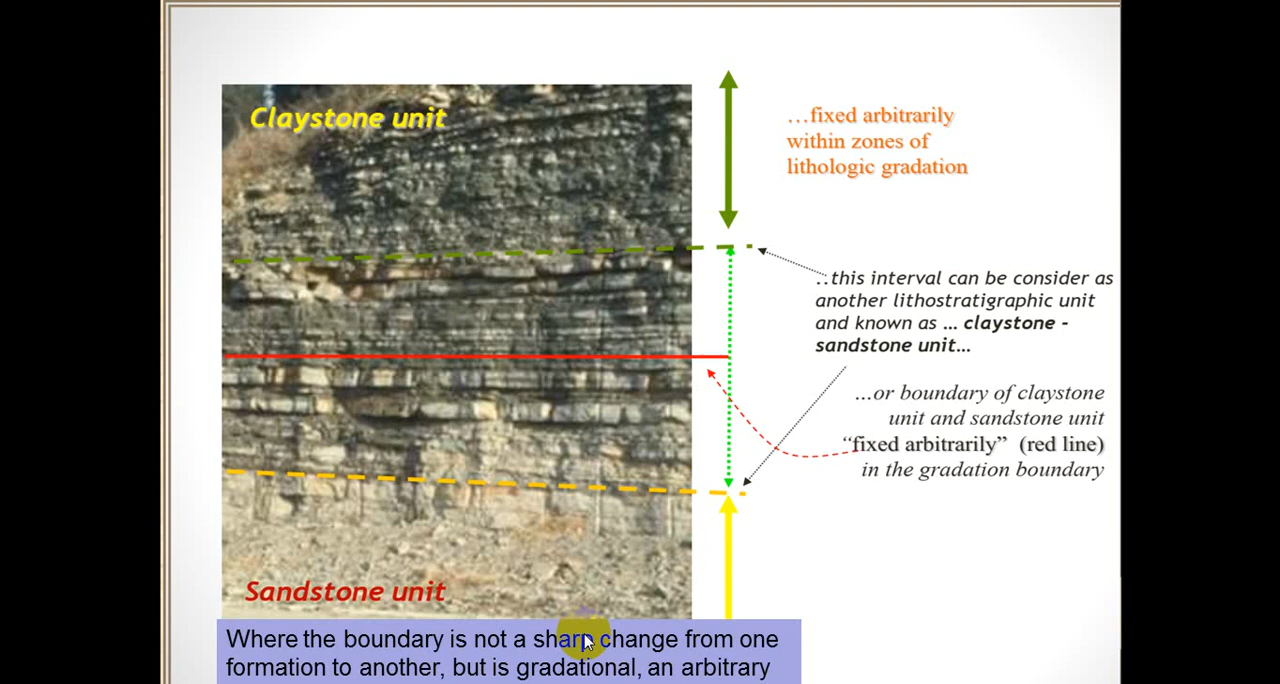 Claystone unit
…fixed arbitrarily
within zones of
lithologic gradation
..this interval can be consider as
another lithostratigraphic unit
and known as … claystone -
sandstone unit…
…or boundary of claystone
unit and sandstone unit
“fixed arbitrarily” (red line)
in the gradation boundary
Sandstone unit
Where the boundary is not a sharp change from one
formation to another, but is gradational, an arbitrary